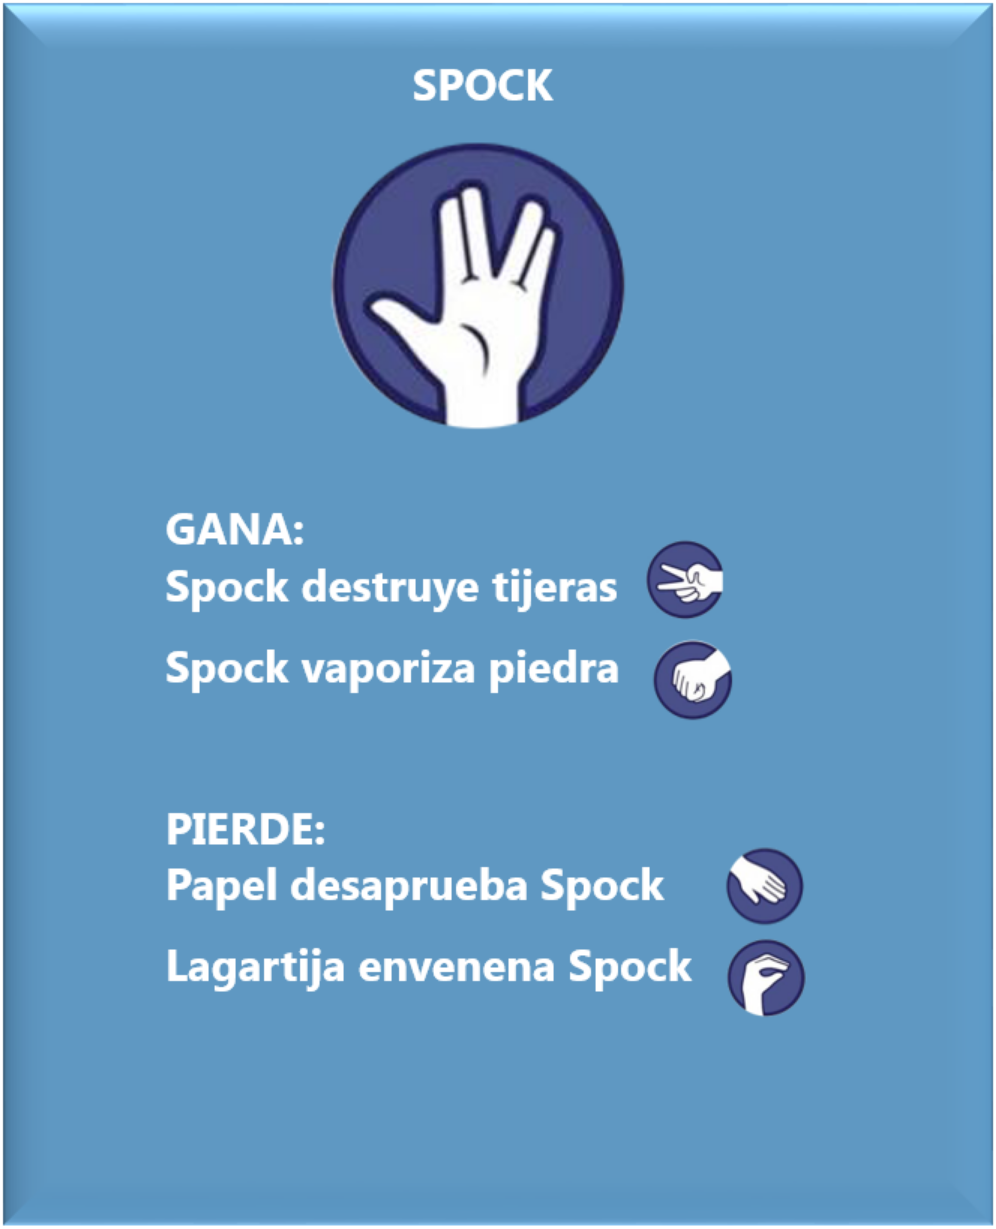 SPOCK
GANA:
Spock destruye tijeras
Spock vaporiza piedra
PIERDE:
Papel desaprueba Spock
Lagartija envenena Spock